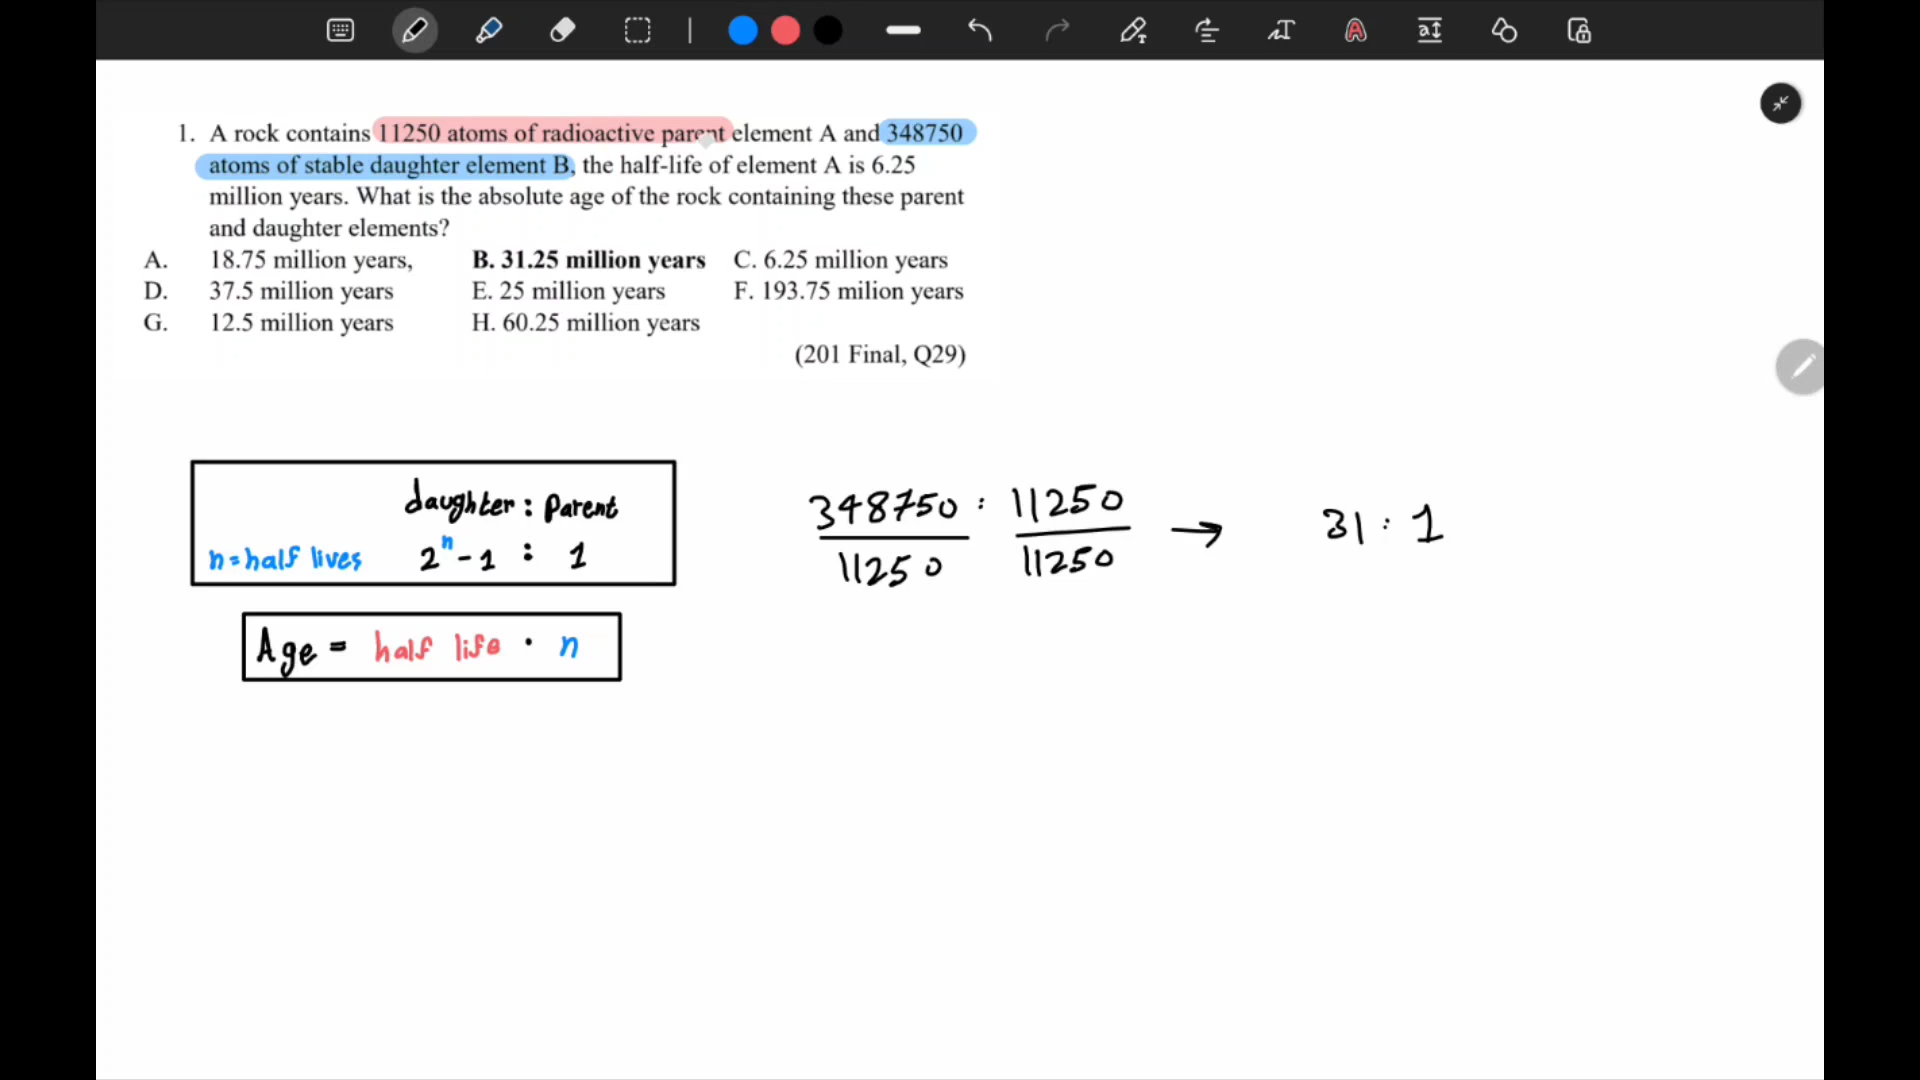 1. A rock contains 11250 atoms of radioactive parent element A and 348750
atoms of stable daughter element B, the half-life of element A is 6.25
million years. What is the absolute age of the rock containing these parent
and daughter elements?
A. 18.75 million years, B. 31.25 million years C. 6.25 million years
D. 37.5 million years E. 25 million years F. 193.75 milion years
G. 12.5 million years H. 60.25 million years
(201 Final, Q29)
daughter : Parent
n = half lives 2^n - 1 : 1
Age = half life · n
348750 : 11250
11250 11250
→ 31 : 1